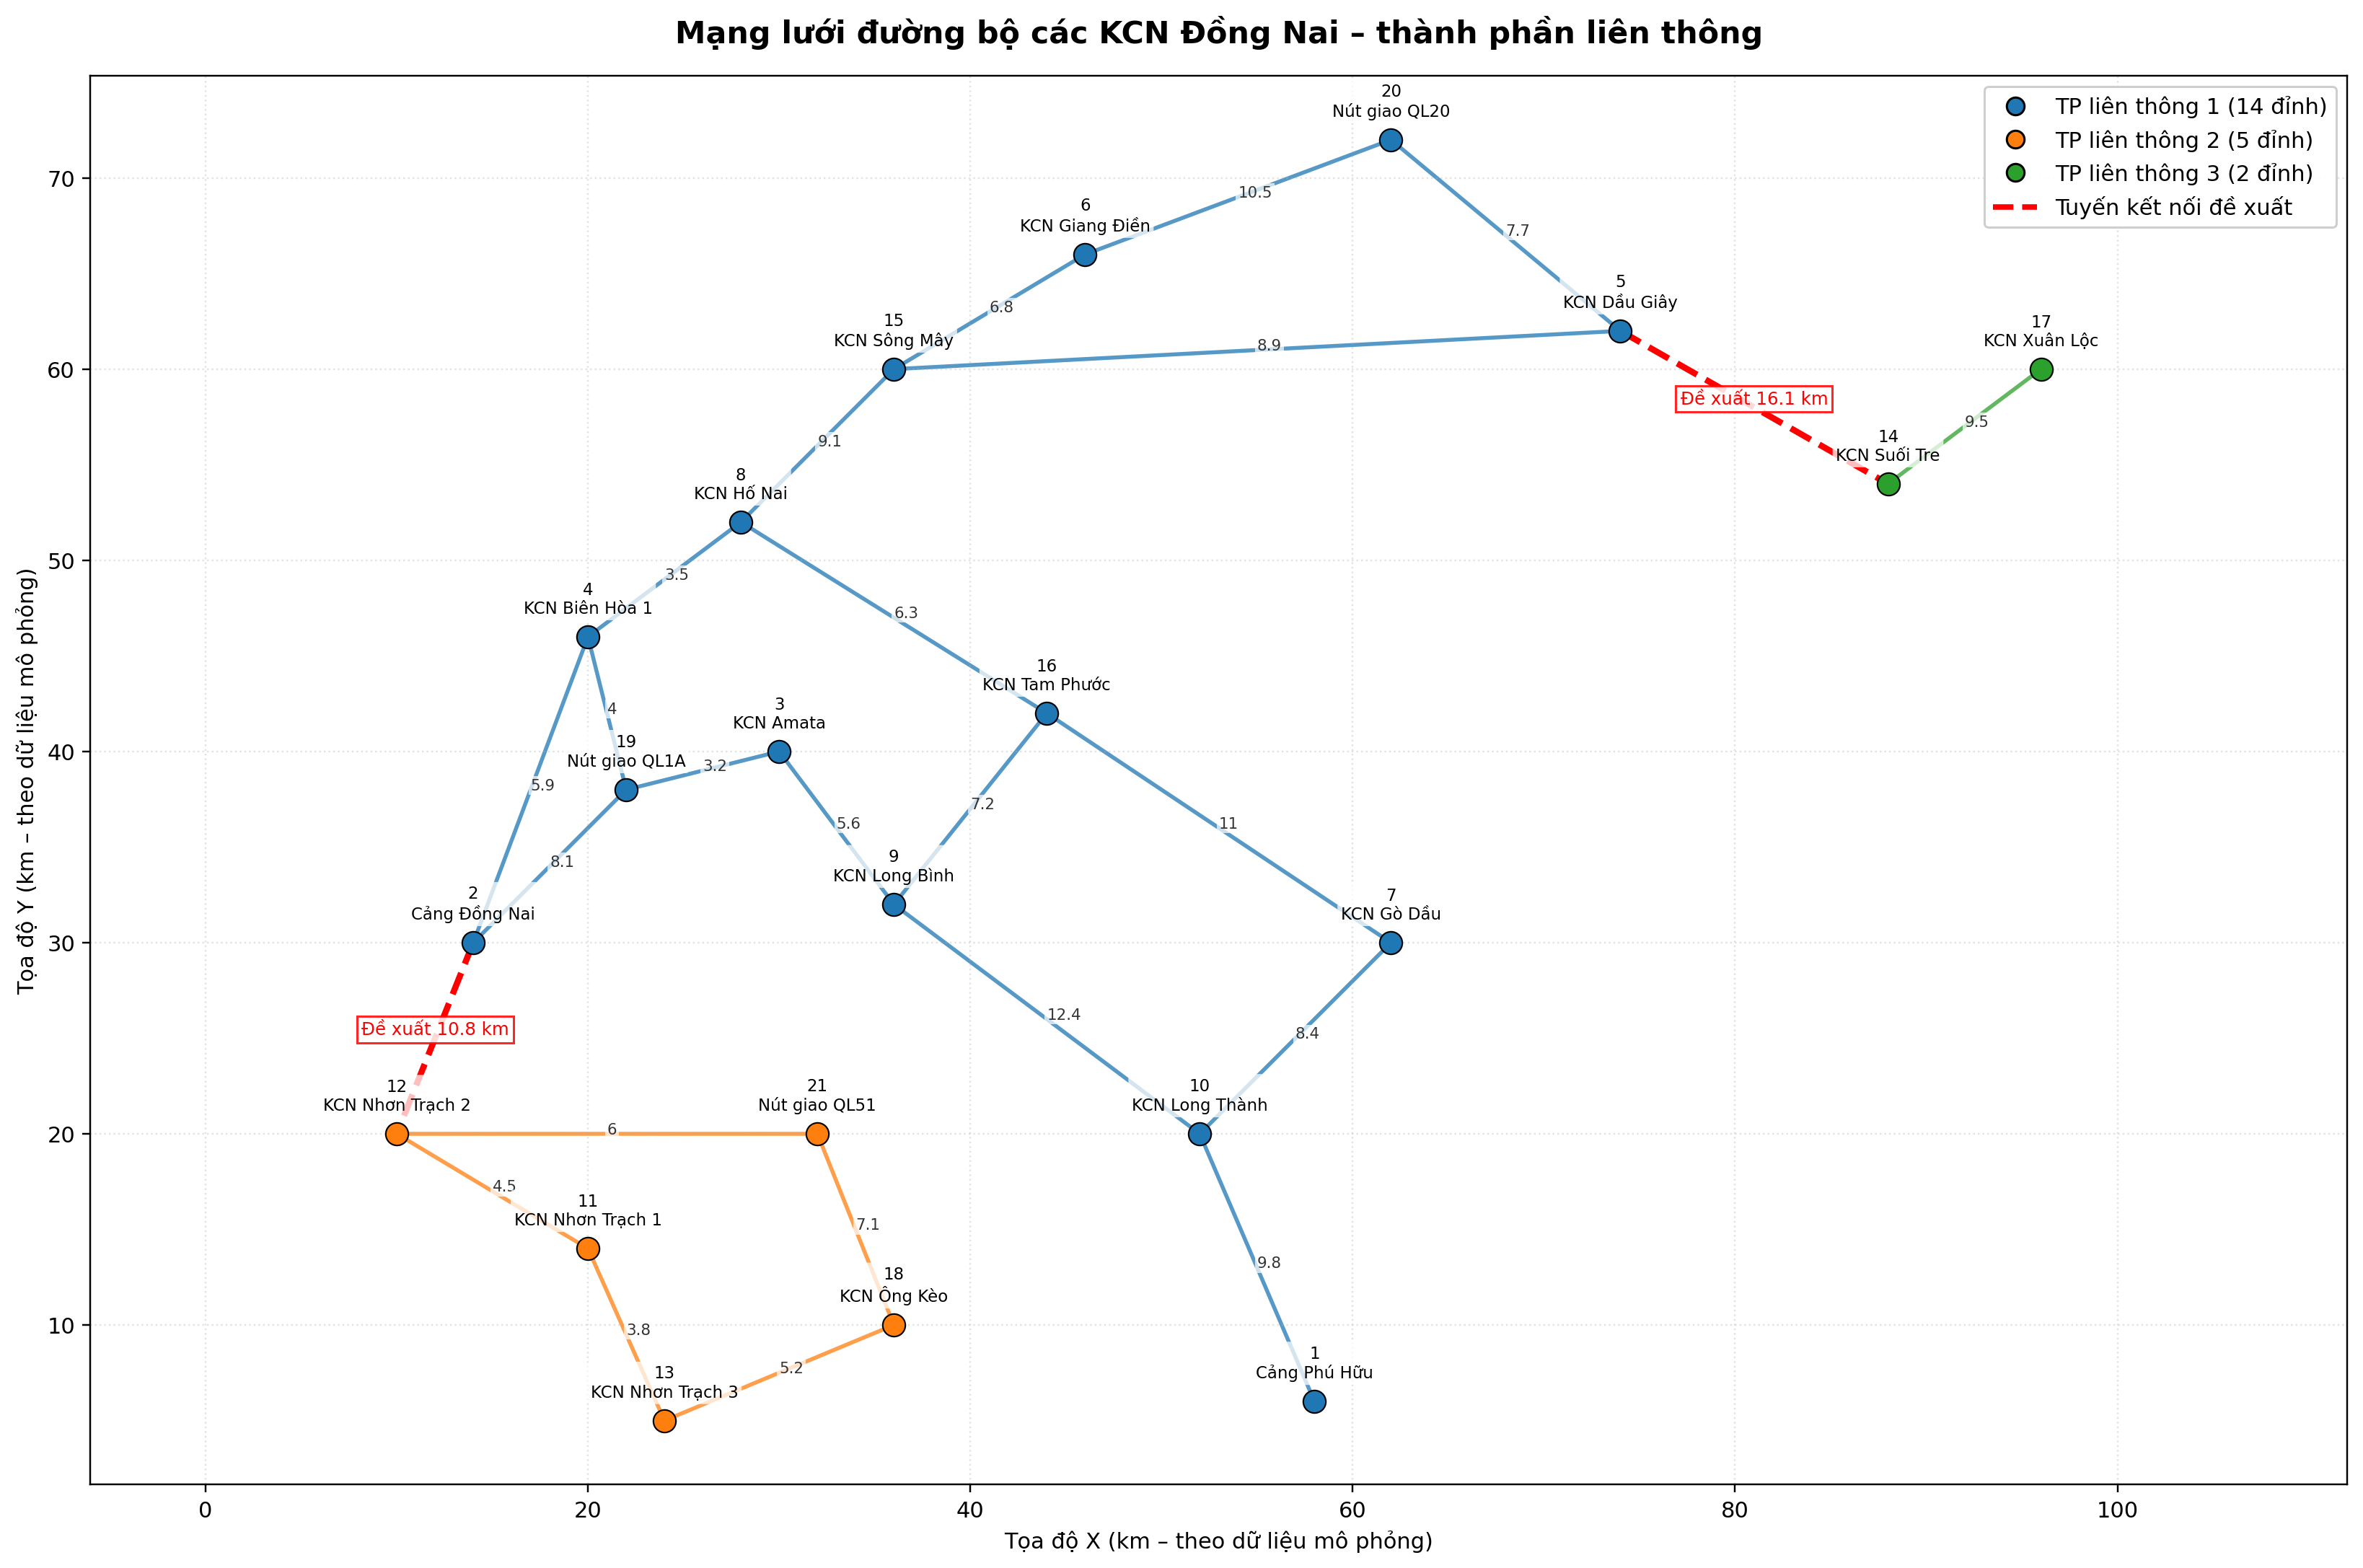 Mạng lưới đường bộ các KCN Đồng Nai – thành phần liên thông
TP liên thông 1 (14 đỉnh)
TP liên thông 2 (5 đỉnh)
TP liên thông 3 (2 đỉnh)
Tuyến kết nối đề xuất
20
Nút giao QL20
6
KCN Giang Điền
10.5
7.7
5
KCN Dầu Giây
15
KCN Sông Mây
6.8
8.9
17
KCN Xuân Lộc
Đề xuất 16.1 km
9.5
14
KCN Suối Tre
9.1
8
KCN Hố Nai
3.5
4
KCN Biên Hòa 1
6.3
16
KCN Tam Phước
4
3
KCN Amata
19
Nút giao QL1A
3.2
5.9
7.2
5.6
11
8.1
9
KCN Long Bình
2
Cảng Đồng Nai
7
KCN Gò Dầu
Đề xuất 10.8 km
12.4
8.4
12
KCN Nhơn Trạch 2
21
Nút giao QL51
10
KCN Long Thành
6
4.5
11
KCN Nhơn Trạch 1
7.1
9.8
18
KCN Ông Kèo
3.8
5.2
13
KCN Nhơn Trạch 3
1
Cảng Phú Hữu
70
60
50
40
30
20
10
Tọa độ Y (km – theo dữ liệu mô phỏng)
0
20
40
60
80
100
Tọa độ X (km – theo dữ liệu mô phỏng)